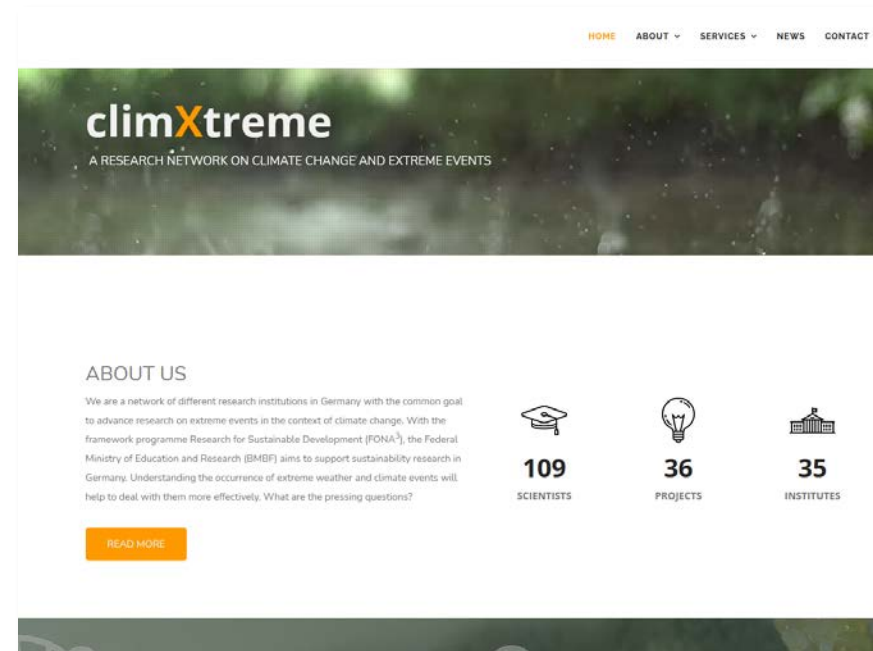 HOME ABOUT SERVICES NEWS CONTACT
climXtreme
A RESEARCH NETWORK ON CLIMATE CHANGE AND EXTREME EVENTS
ABOUT US
We are a network of different research institutions in Germany with the common goal
to advance research on extreme events in the context of climate change. With the
framework programme Research for Sustainable Development (FONA³), the Federal
Ministry of Education and Research (BMBF) aims to support sustainability research in
Germany. Understanding the occurrence of extreme weather and climate events will
help to deal with them more effectively. What are the pressing questions?
READ MORE
109 36 35
SCIENTISTS PROJECTS INSTITUTES